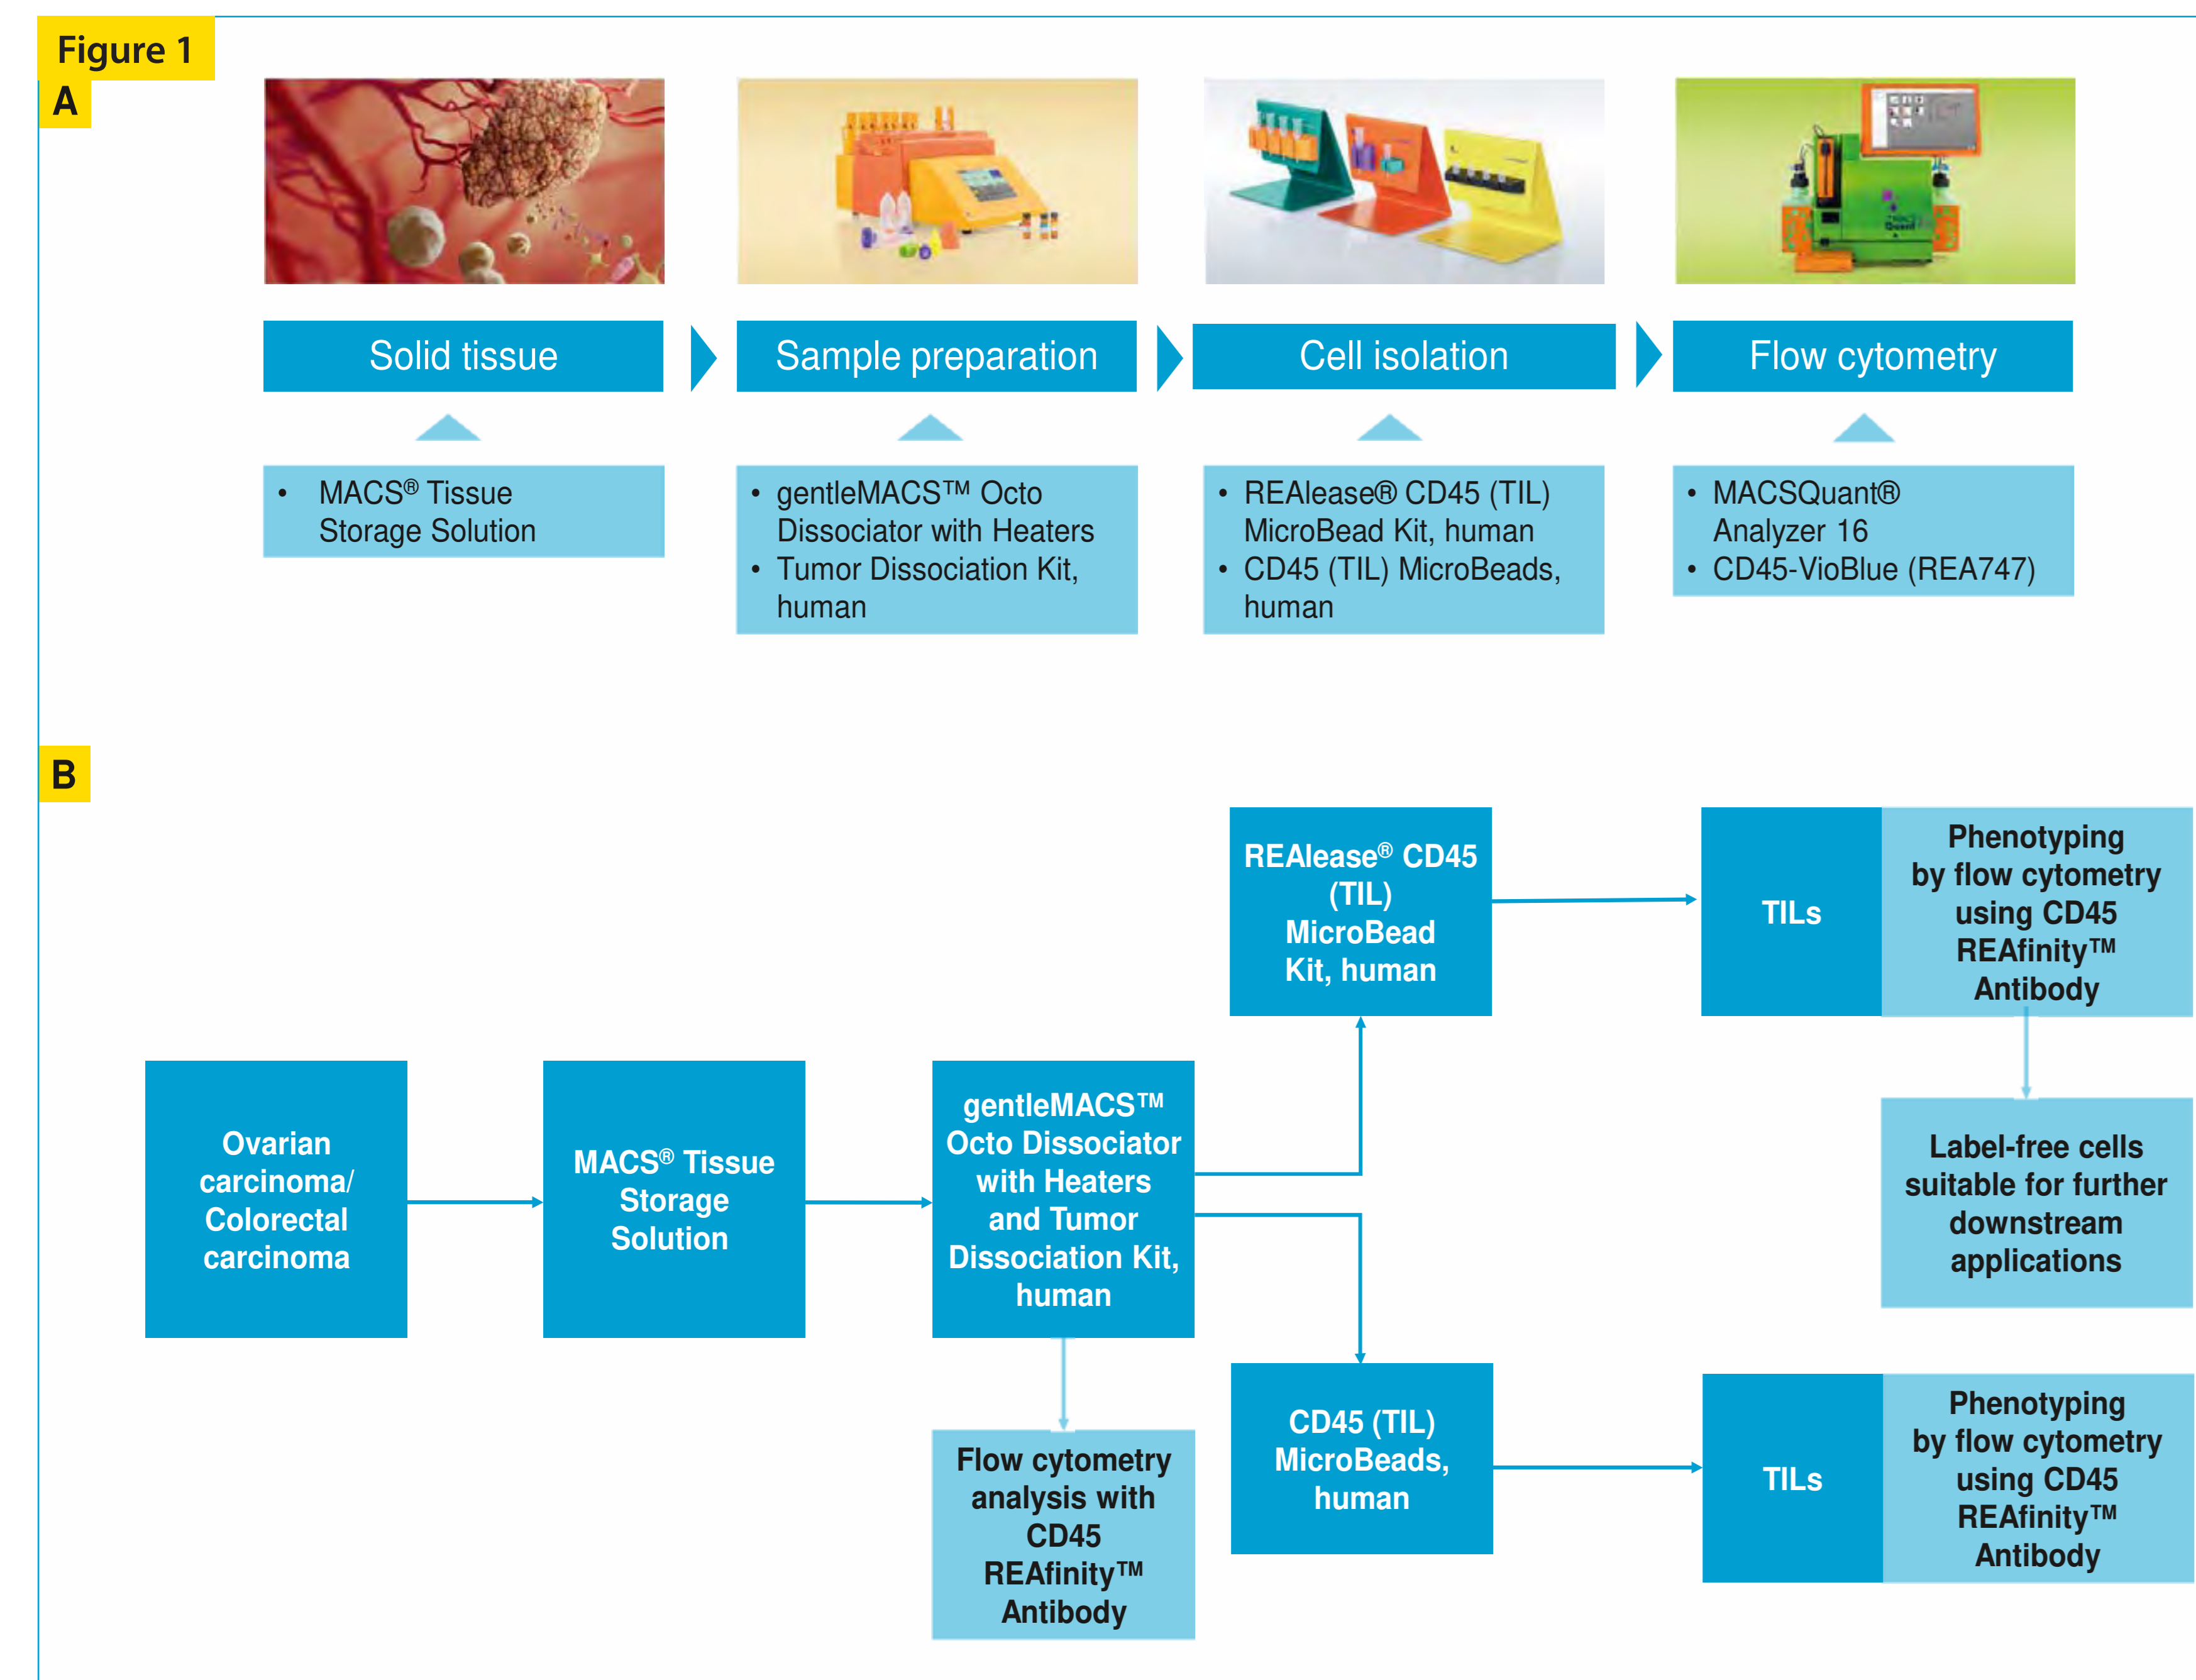 Figure 1
A
Solid tissue
Sample preparation
Cell isolation
Flow cytometry
• MACS® Tissue
Storage Solution
• gentleMACS™ Octo
Dissociator with Heaters
• Tumor Dissociation Kit,
human
• REAlease® CD45 (TIL)
MicroBead Kit, human
• CD45 (TIL) MicroBeads,
human
• MACSQuant®
Analyzer 16
• CD45-VioBlue (REA747)
B
Ovarian
carcinoma/
Colorectal
carcinoma
MACS® Tissue
Storage
Solution
gentleMACS™
Octo Dissociator
with Heaters
and Tumor
Dissociation Kit,
human
Flow cytometry
analysis with
CD45
REAfinity™
Antibody
REAlease® CD45
(TIL)
MicroBead
Kit, human
TILs
Phenotyping
by flow cytometry
using CD45
REAfinity™
Antibody
Label-free cells
suitable for further
downstream
applications
CD45 (TIL)
MicroBeads,
human
TILs
Phenotyping
by flow cytometry
using CD45
REAfinity™
Antibody